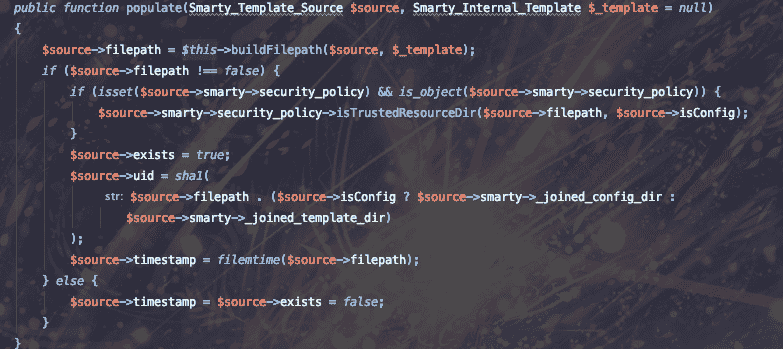 public function populate(Smarty_Template_Source $source, Smarty_Internal_Template $_template = null)
{
    $source->filepath = $this->buildFilepath($source, $_template);
    if ($source->filepath !== false) {
        if (isset($source->smarty->security_policy) && is_object($source->smarty->security_policy)) {
            $source->smarty->security_policy->isTrustedResourceDir($source->filepath, $source->isConfig);
        }
        $source->exists = true;
        $source->uid = sha1(
            str: $source->filepath . ($source->isConfig ? $source->smarty->_joined_config_dir :
                $source->smarty->_joined_template_dir)
        );
        $source->timestamp = filemtime($source->filepath);
    } else {
        $source->timestamp = $source->exists = false;
    }
}